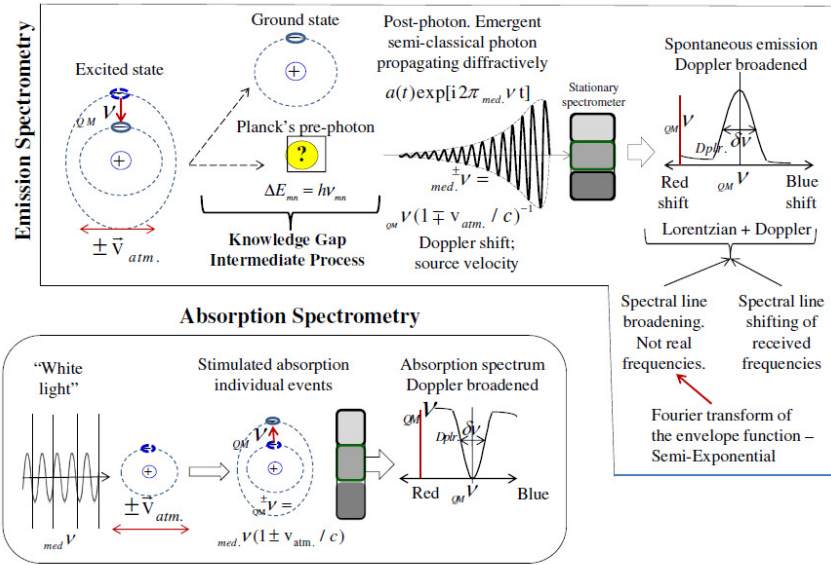 Emission Spectrometry
Excited state
QM ν
+
± v⃗ atm.
Ground state
+
Planck's pre-photon
?
ΔE mn = hν mn
Knowledge Gap
Intermediate Process
Post-photon. Emergent
semi-classical photon
propagating diffractively
a(t)exp[i2π med. ν t]
± med. ν =
QM ν(1 ∓ v atm. / c)⁻¹
Doppler shift;
source velocity
Stationary
spectrometer
Spontaneous emission
Doppler broadened
QM ν
Dplr. δν
Red
shift
QM ν
Blue
shift
Lorentzian + Doppler
Spectral line
broadening.
Not real
frequencies.
Spectral line
shifting of
received
frequencies
Fourier transform of
the envelope function –
Semi-Exponential
Absorption Spectrometry
"White
light"
med ν
+
± v⃗ atm.
Stimulated absorption
individual events
QM ν
+
± QM ν =
med. ν(1 ± v atm. / c)
Absorption spectrum
Doppler broadened
QM ν
Dplr. δν
Red
QM ν
Blue